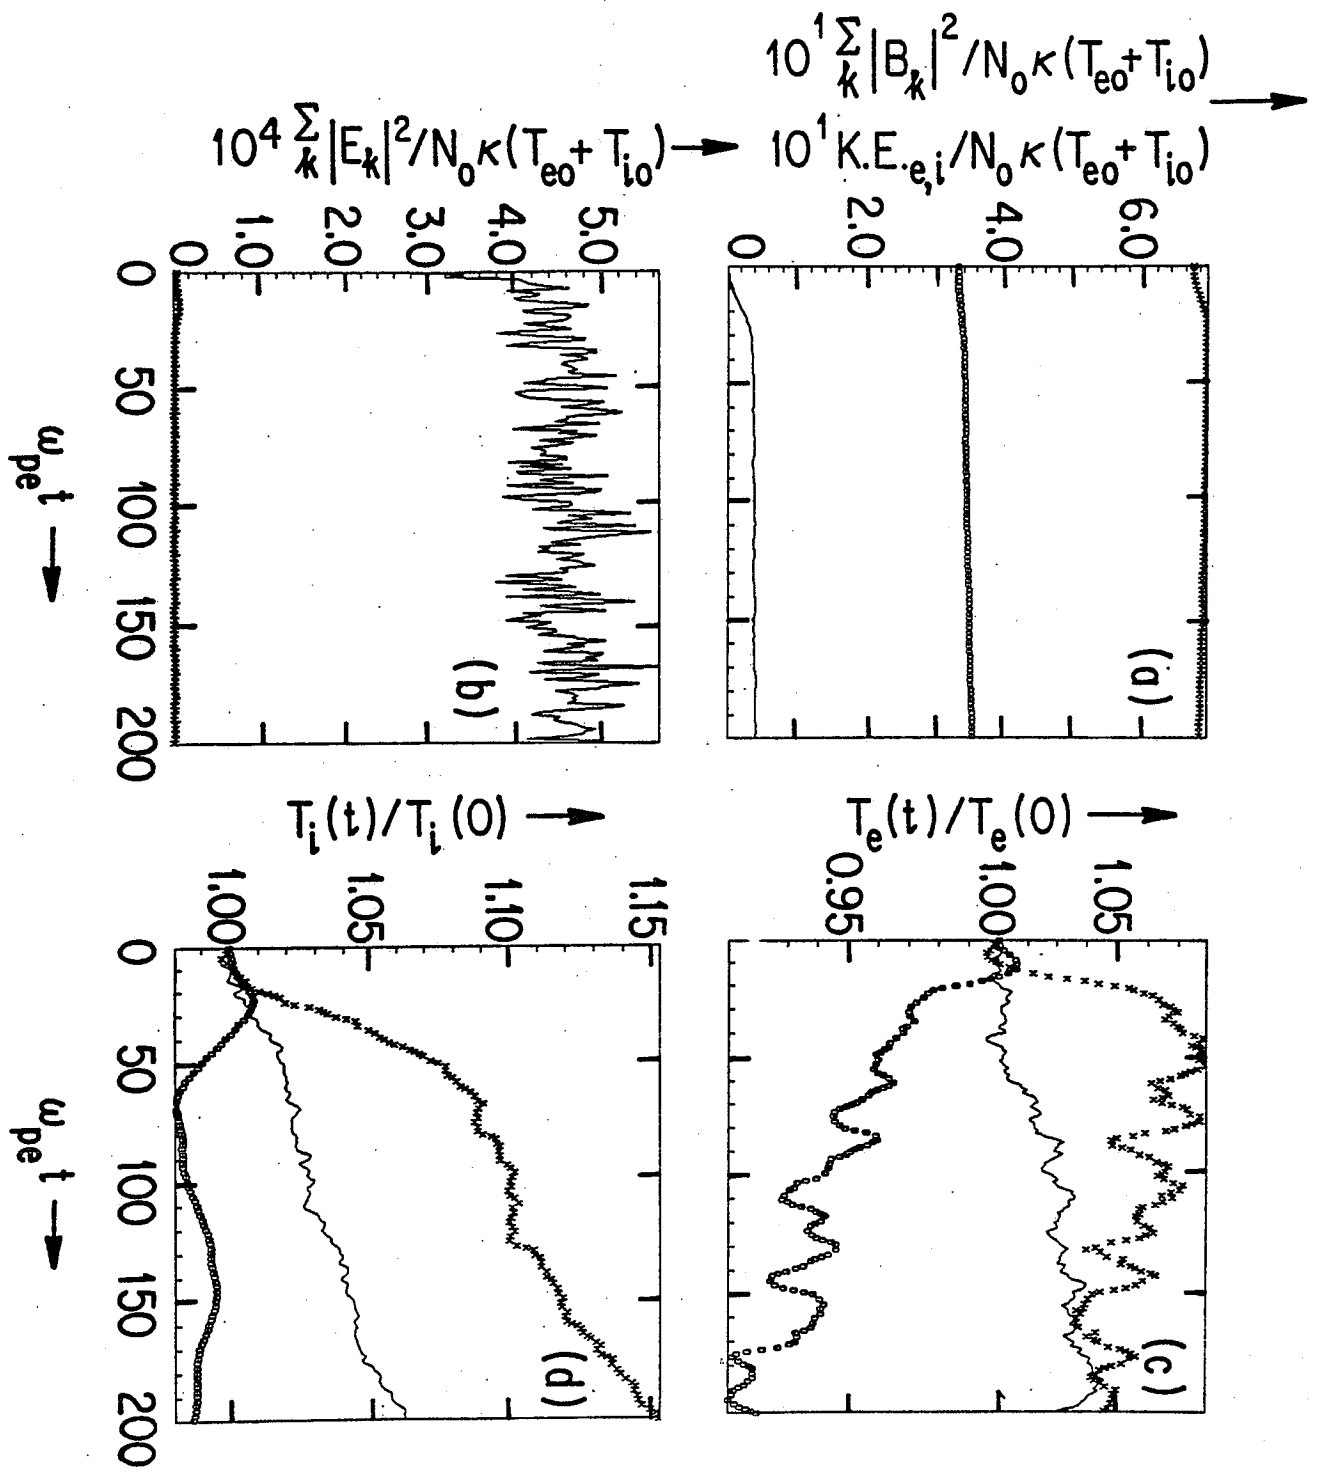 10¹ Σ_k |B_k|²/N_o κ(T_eo+T_io) →
10¹ K.E._e,i/N_o κ(T_eo+T_io)
0
2.0
4.0
6.0
(a)
10⁴ Σ_k |E_k|²/N_o κ(T_eo+T_io) →
0
1.0
2.0
3.0
4.0
5.0
(b)
0
50
100
150
200
ω_pe t →
T_e(t)/T_e(0) →
0.95
1.00
1.05
(c)
T_i(t)/T_i(0) →
1.00
1.05
1.10
1.15
(d)
0
50
100
150
200
ω_pe t →